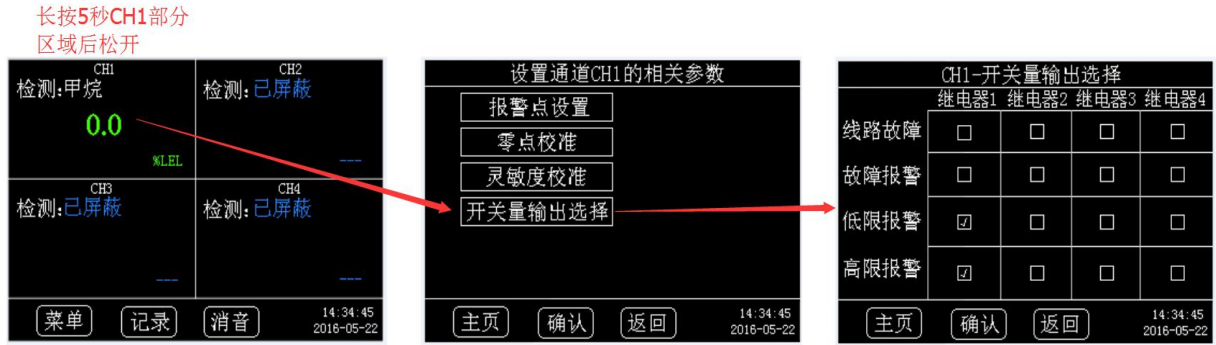 长按5秒CH1部分
区域后松开
CH1
检测:甲烷
0.0
%LEL
CH2
检测:已屏蔽
---
CH3
检测:已屏蔽
---
CH4
检测:已屏蔽
---
菜单 记录 消音 14:34:45
2016-05-22
设置通道CH1的相关参数
报警点设置
零点校准
灵敏度校准
开关量输出选择
主页 确认 返回 14:34:45
2016-05-22
CH1-开关量输出选择
继电器1 继电器2 继电器3 继电器4
线路故障
故障报警
低限报警
高限报警
主页 确认 返回 14:34:45
2016-05-22